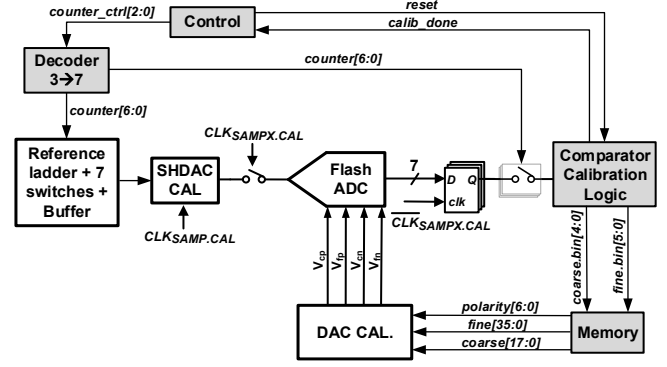 counter_ctrl[2:0]
Control
reset
calib_done
Decoder
3→7
counter[6:0]
counter[6:0]
CLKSAMPX.CAL
Reference
ladder + 7
switches +
Buffer
SHDAC
CAL
Flash
ADC
7
D Q
clk
Comparator
Calibration
Logic
CLKSAMP.CAL
CLKSAMPX.CAL
Vcp
Vfp
Vcn
Vfn
coarse.bin[4:0]
fine.bin[5:0]
DAC CAL.
polarity[6:0]
fine[35:0]
coarse[17:0]
Memory